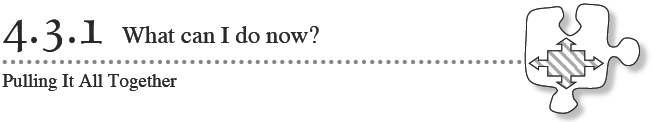 4.3.1 What can I do now?
Pulling It All Together